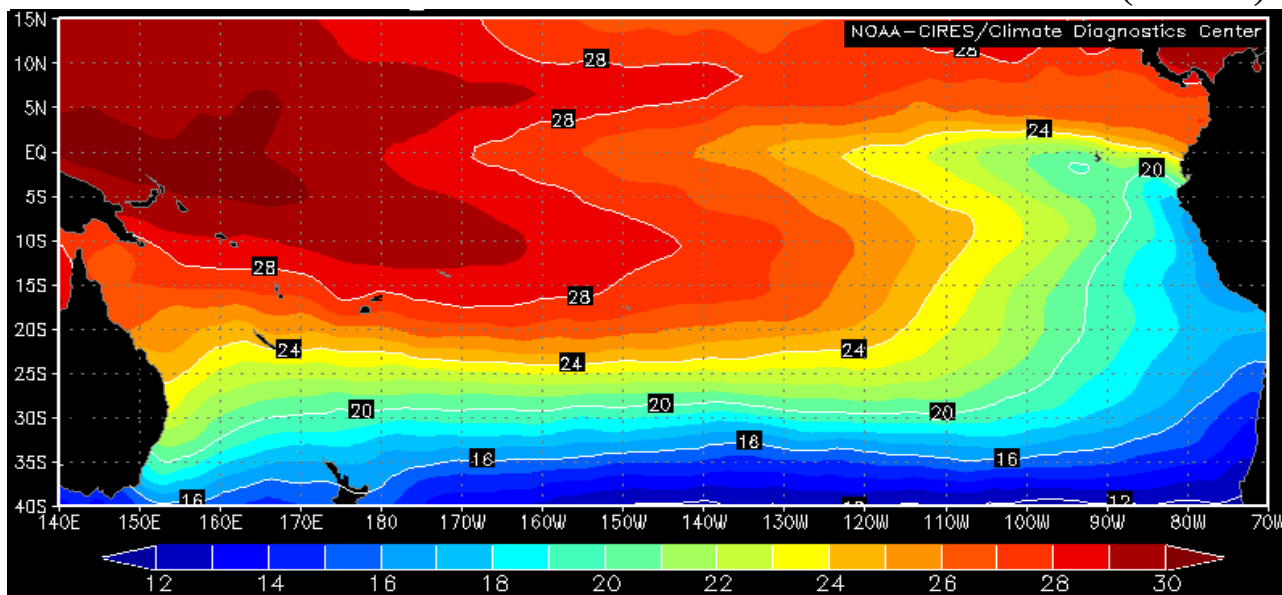 15N
NOAA-CIRES/Climate Diagnostics Center
28
28
10N
5N
28
24
EQ
20
5S
10S
28
15S
28
20S
24
24
24
25S
20
20
20
30S
16
16
16
35S
16
12
40S
140E 150E 160E 170E 180 170W 160W 150W 140W 130W 120W 110W 100W 90W 80W 70W
12 14 16 18 20 22 24 26 28 30